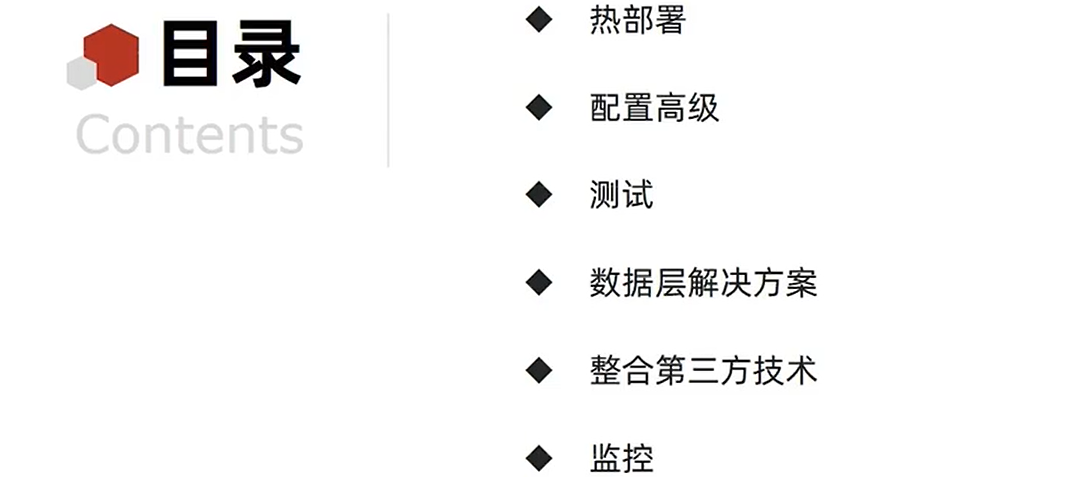 目录
Contents
热部署
配置高级
测试
数据层解决方案
整合第三方技术
监控